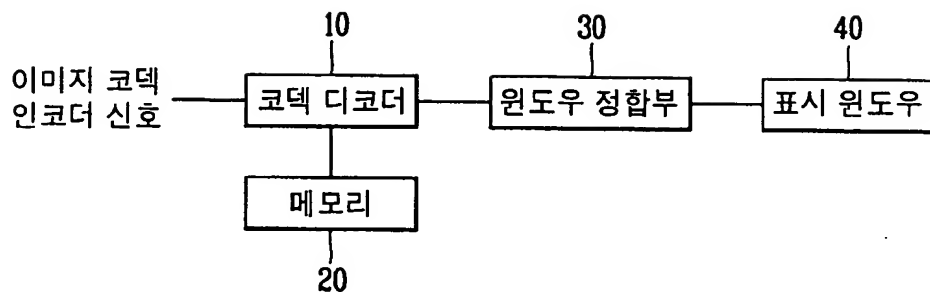 10
30
40
이미지 코덱
인코더 신호
코덱 디코더
윈도우 정합부
표시 윈도우
메모리
20